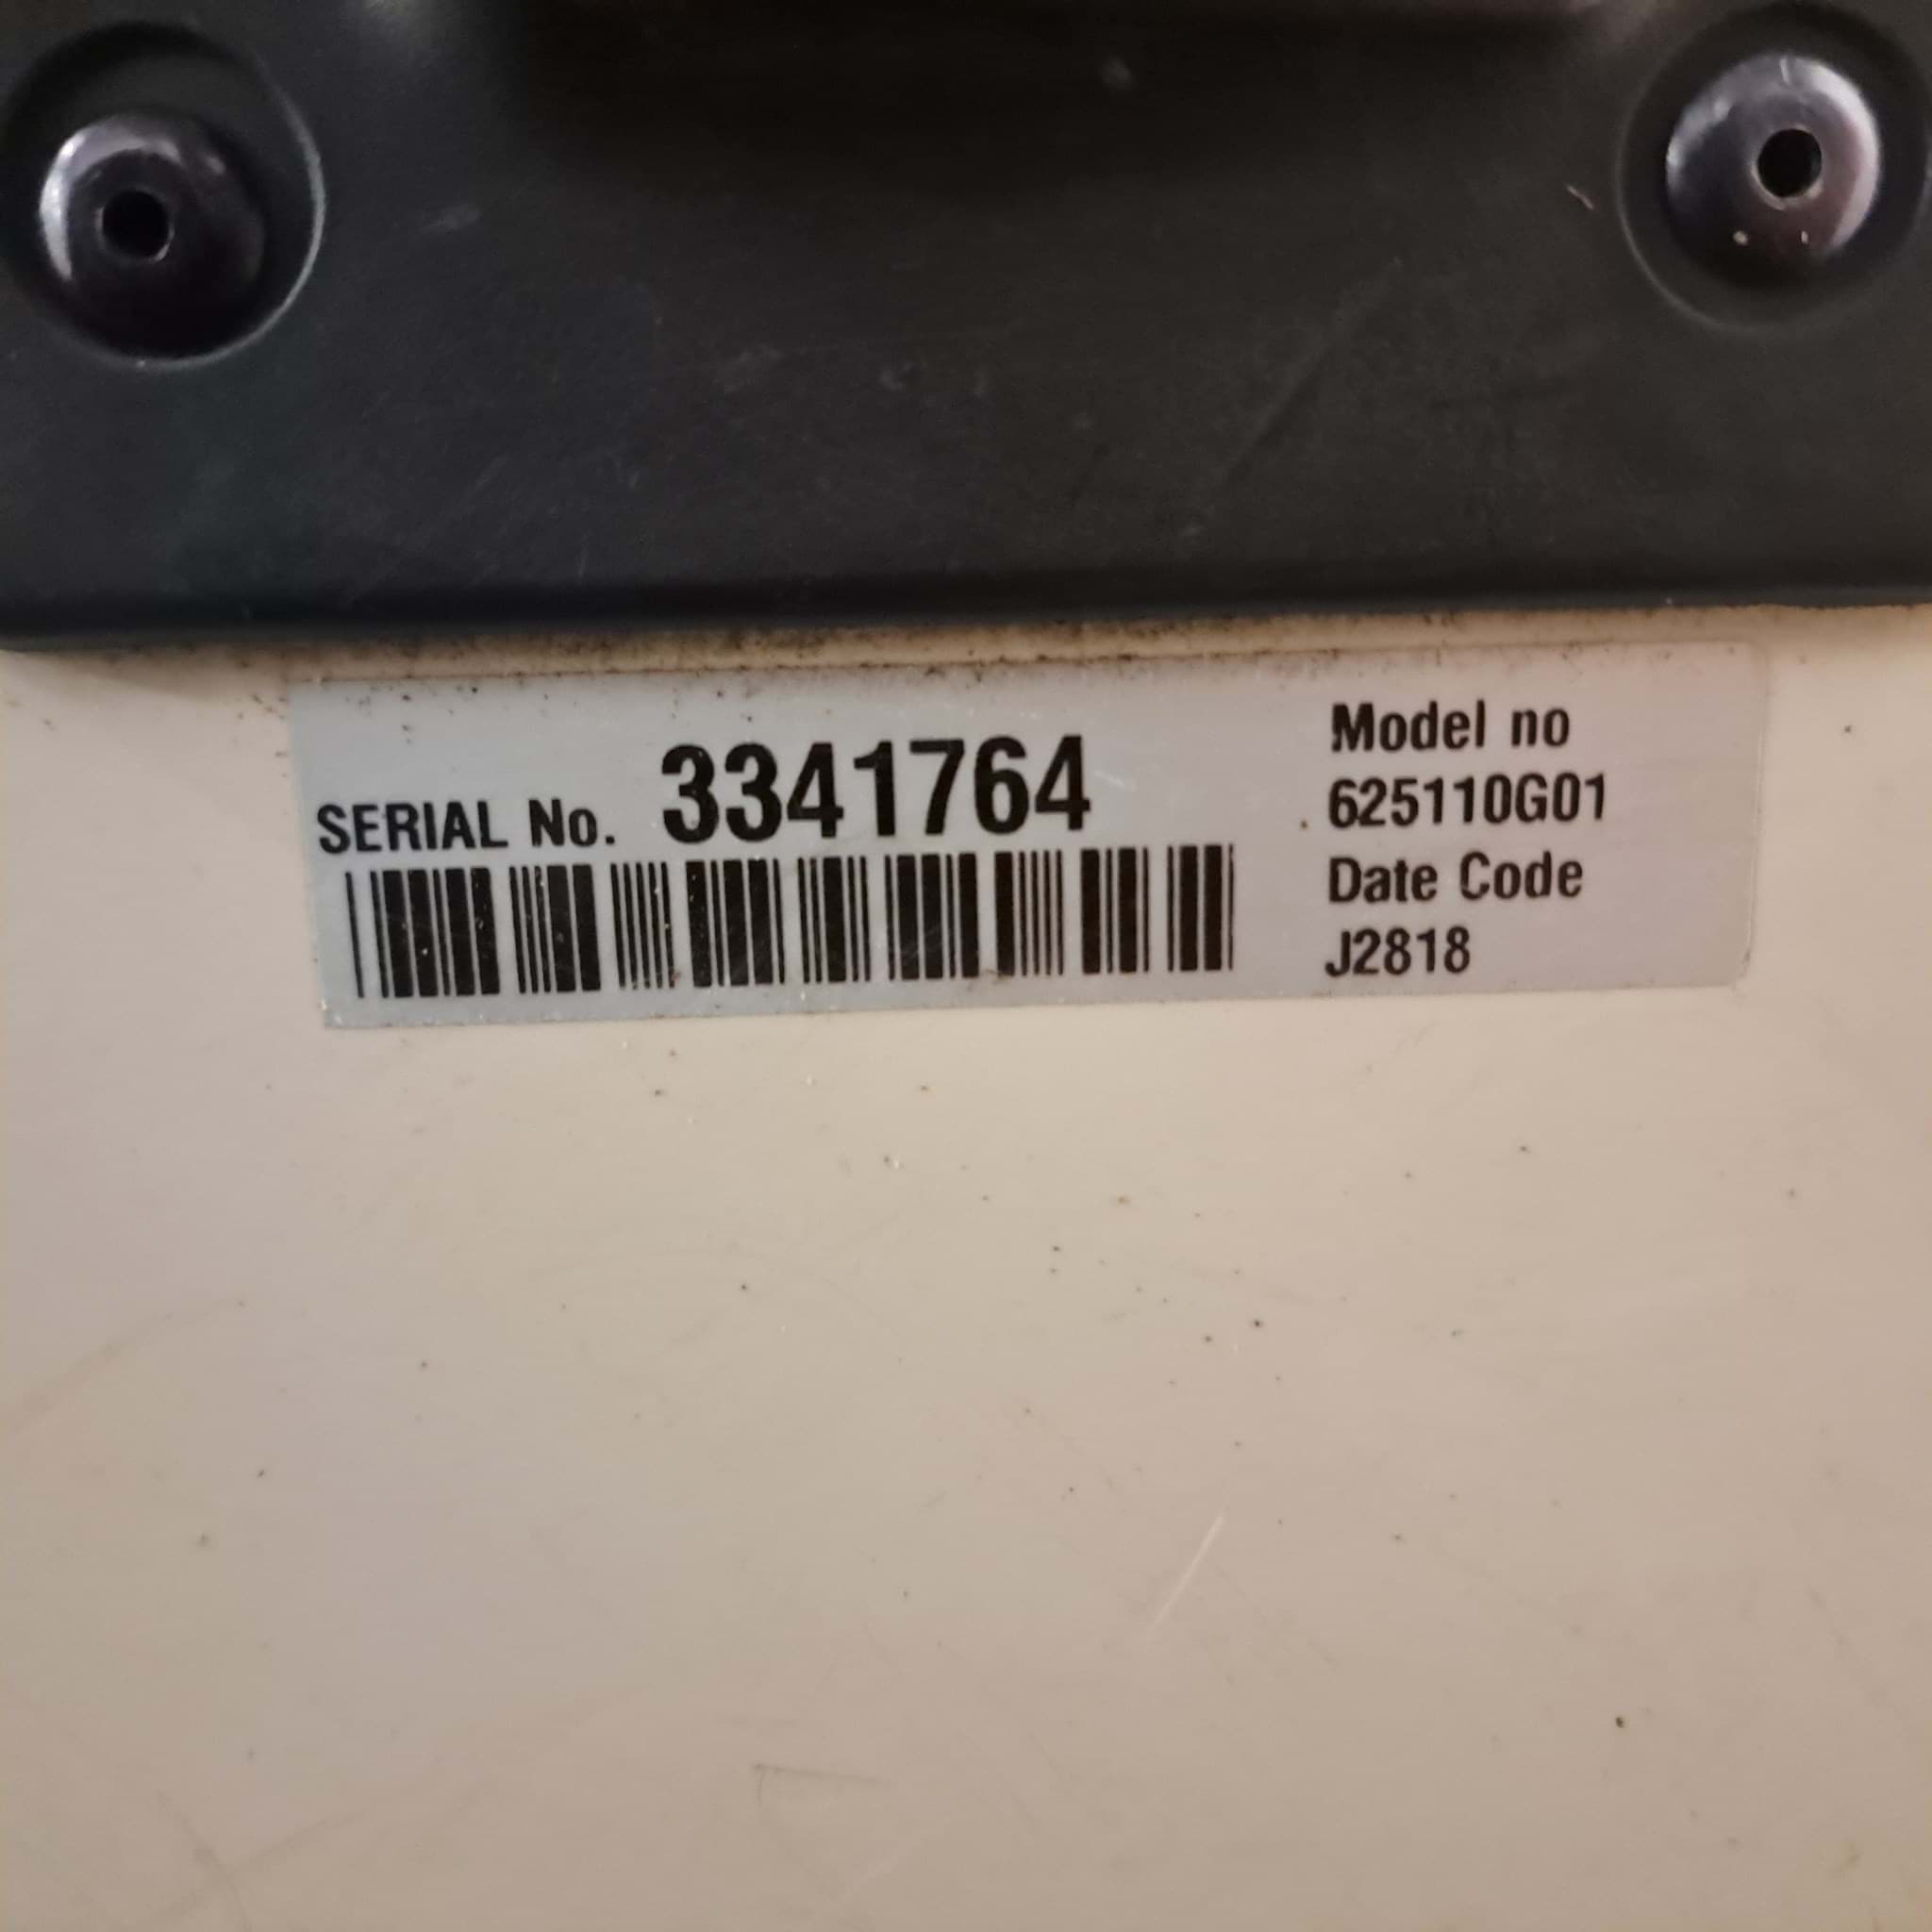 SERIAL No. 3341764
Model no
625110G01
Date Code
J2818